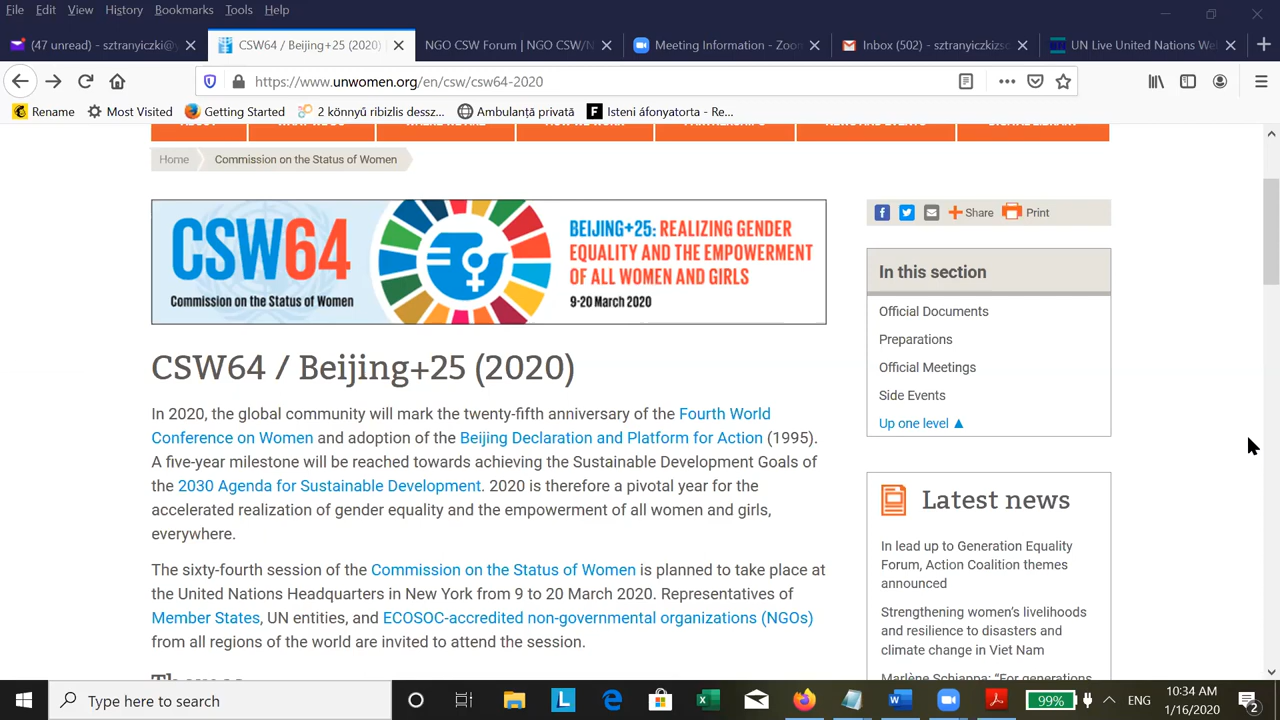 File Edit View History Bookmarks Tools Help
(47 unread) - sztranyiczki@
CSW64 / Beijing+25 (2020)
NGO CSW Forum | NGO CSW/N
Meeting Information - Zoo
Inbox (502) - sztranyiczkizs
UN Live United Nations We
https://www.unwomen.org/en/csw/csw64-2020
Rename Most Visited Getting Started 2 könnyű ribizlis dessz... Ambulanță privată Isteni áfonyatorta - Re...
Home Commission on the Status of Women
CSW64
Commission on the Status of Women
BEIJING+25: REALIZING GENDER
EQUALITY AND THE EMPOWERMENT
OF ALL WOMEN AND GIRLS
9-20 March 2020
CSW64 / Beijing+25 (2020)
In 2020, the global community will mark the twenty-fifth anniversary of the Fourth World
Conference on Women and adoption of the Beijing Declaration and Platform for Action (1995).
A five-year milestone will be reached towards achieving the Sustainable Development Goals of
the 2030 Agenda for Sustainable Development. 2020 is therefore a pivotal year for the
accelerated realization of gender equality and the empowerment of all women and girls,
everywhere.
The sixty-fourth session of the Commission on the Status of Women is planned to take place at
the United Nations Headquarters in New York from 9 to 20 March 2020. Representatives of
Member States, UN entities, and ECOSOC-accredited non-governmental organizations (NGOs)
from all regions of the world are invited to attend the session.
Share Print
In this section
Official Documents
Preparations
Official Meetings
Side Events
Up one level ▲
Latest news
In lead up to Generation Equality
Forum, Action Coalition themes
announced
Strengthening women's livelihoods
and resilience to disasters and
climate change in Viet Nam
Marlène Schiappa: "For generations
Type here to search
99%
ENG
10:34 AM
1/16/2020
2